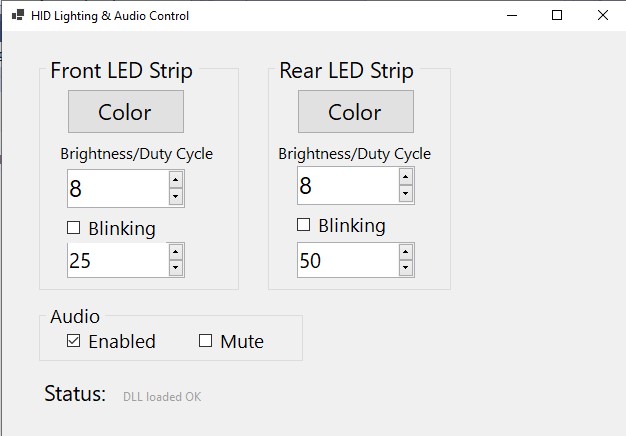 HID Lighting & Audio Control
Front LED Strip
Color
Brightness/Duty Cycle
8
Blinking
25
Rear LED Strip
Color
Brightness/Duty Cycle
8
Blinking
50
Audio
Enabled
Mute
Status: DLL loaded OK